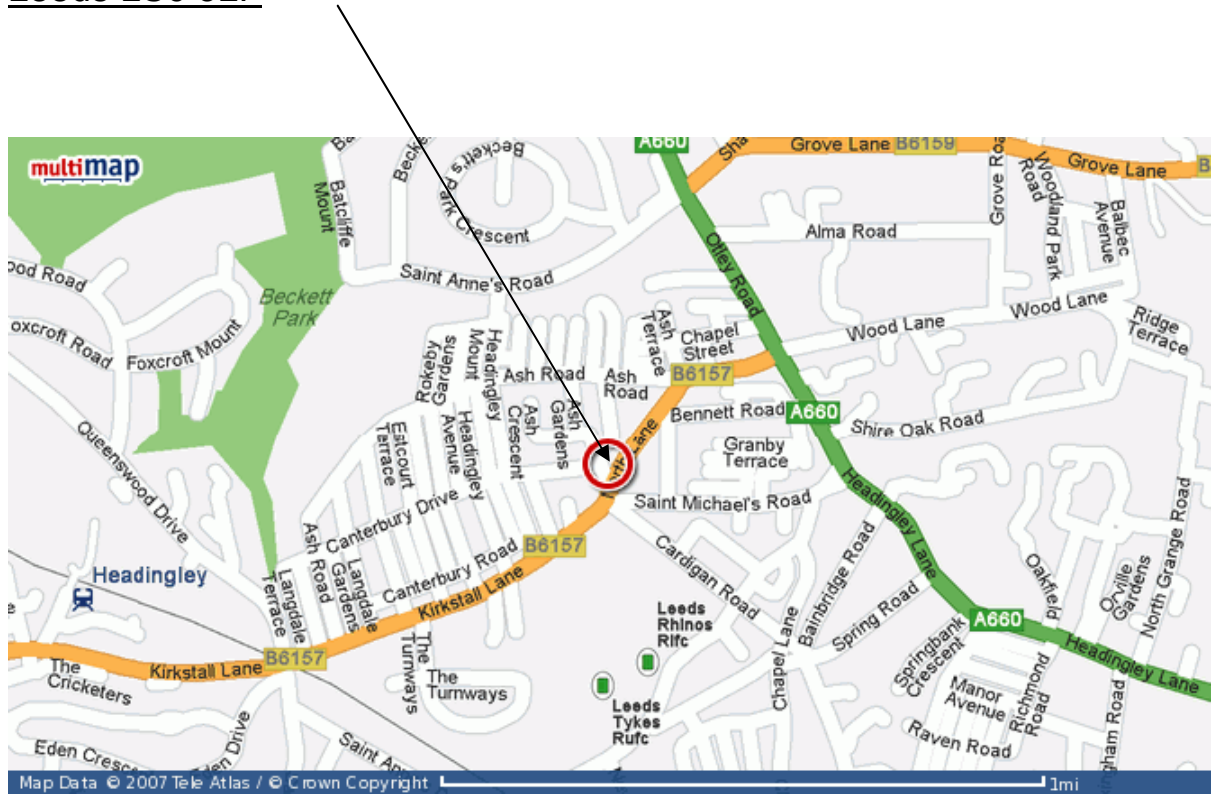 multimap
A660
Grove Lane B6159
Grove Lane
Beckett's
Park Crescent
Batcliffe
Mount
Woodland Park
Road
Balbec
Avenue
Alma Road
Otley Road
Saint Anne's Road
Beckett
Park
Foxcroft Mount
Wood Lane
Wood Lane
Ridge
Terrace
Ash
Terrace
Chapel
Street
B6157
Rokeby
Gardens
Headingley
Mount
Ash Road
Ash
Road
Bennett Road
A660
Shire Oak Road
Granby
Terrace
Ash
Gardens
Ash
Crescent
Headingley
Avenue
Estcourt
Terrace
Queenswood Drive
Canterbury Drive
Saint Michael's Road
Headingley Lane
North Grange Road
Canterbury Road
B6157
Cardigan Road
Bainbridge Road
Oakfield
Orville
Gardens
Headingley
Langdale
Terrace
Ash
Road
Langdale
Gardens
Kirkstall Lane
Leeds
Rhinos
Rlfc
Chapel Lane
Spring Road
A660
Headingley Lane
Springbank
Crescent
B6157
Kirkstall Lane
The
Cricketers
The
Turnways
The
Turnways
Leeds
Tykes
Rufc
Manor
Avenue
Richmond
Road
Raven Road
Map Data © 2007 Tele Atlas / © Crown Copyright
1mi